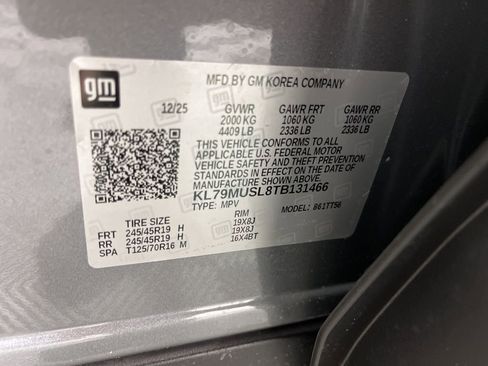 gm
MFD BY GM KOREA COMPANY
12/25 GVWR GAWR FRT GAWR RR
2000 KG 1060 KG 1060 KG
4409 LB 2336 LB 2336 LB
THIS VEHICLE CONFORMS TO ALL
APPLICABLE U.S. FEDERAL MOTOR
VEHICLE SAFETY AND THEFT PREVENTION
STANDARDS IN EFFECT ON THE DATE OF
MANUFACTURE SHOWN ABOVE.
KL79MUSL8TB131466
TYPE: MPV MODEL: 861TT56
TIRE SIZE RIM
FRT 245/45R19 H 19X8J
RR 245/45R19 H 19X8J
SPA T125/70R16 M 16X4BT